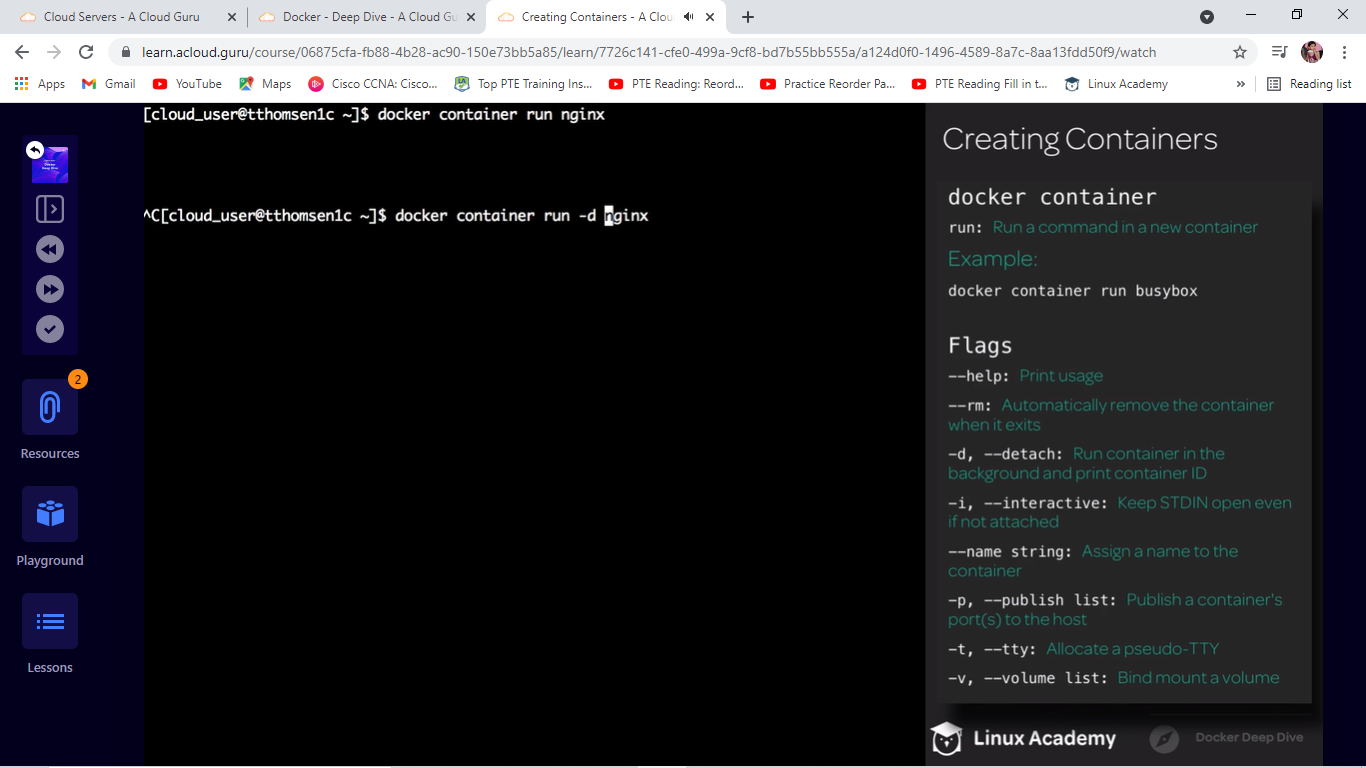 Cloud Servers - A Cloud Guru
Docker - Deep Dive - A Cloud Gu
Creating Containers - A Clou
learn.acloud.guru/course/06875cfa-fb88-4b28-ac90-150e73bb5a85/learn/7726c141-cfe0-499a-9cf8-bd7b55bb555a/a124d0f0-1496-4589-8a7c-8aa13fdd50f9/watch
Apps
Gmail
YouTube
Maps
Cisco CCNA: Cisco...
Top PTE Training Ins...
PTE Reading: Reord...
Practice Reorder Pa...
PTE Reading Fill in t...
Linux Academy
»
Reading list
2
Resources
Playground
Lessons
[cloud_user@tthomsen1c ~]$ docker container run nginx
^C[cloud_user@tthomsen1c ~]$ docker container run -d nginx
Creating Containers
docker container
run: Run a command in a new container
Example:
docker container run busybox
Flags
--help: Print usage
--rm: Automatically remove the container
when it exits
-d, --detach: Run container in the
background and print container ID
-i, --interactive: Keep STDIN open even
if not attached
--name string: Assign a name to the
container
-p, --publish list: Publish a container's
port(s) to the host
-t, --tty: Allocate a pseudo-TTY
-v, --volume list: Bind mount a volume
Linux Academy
Docker Deep Dive